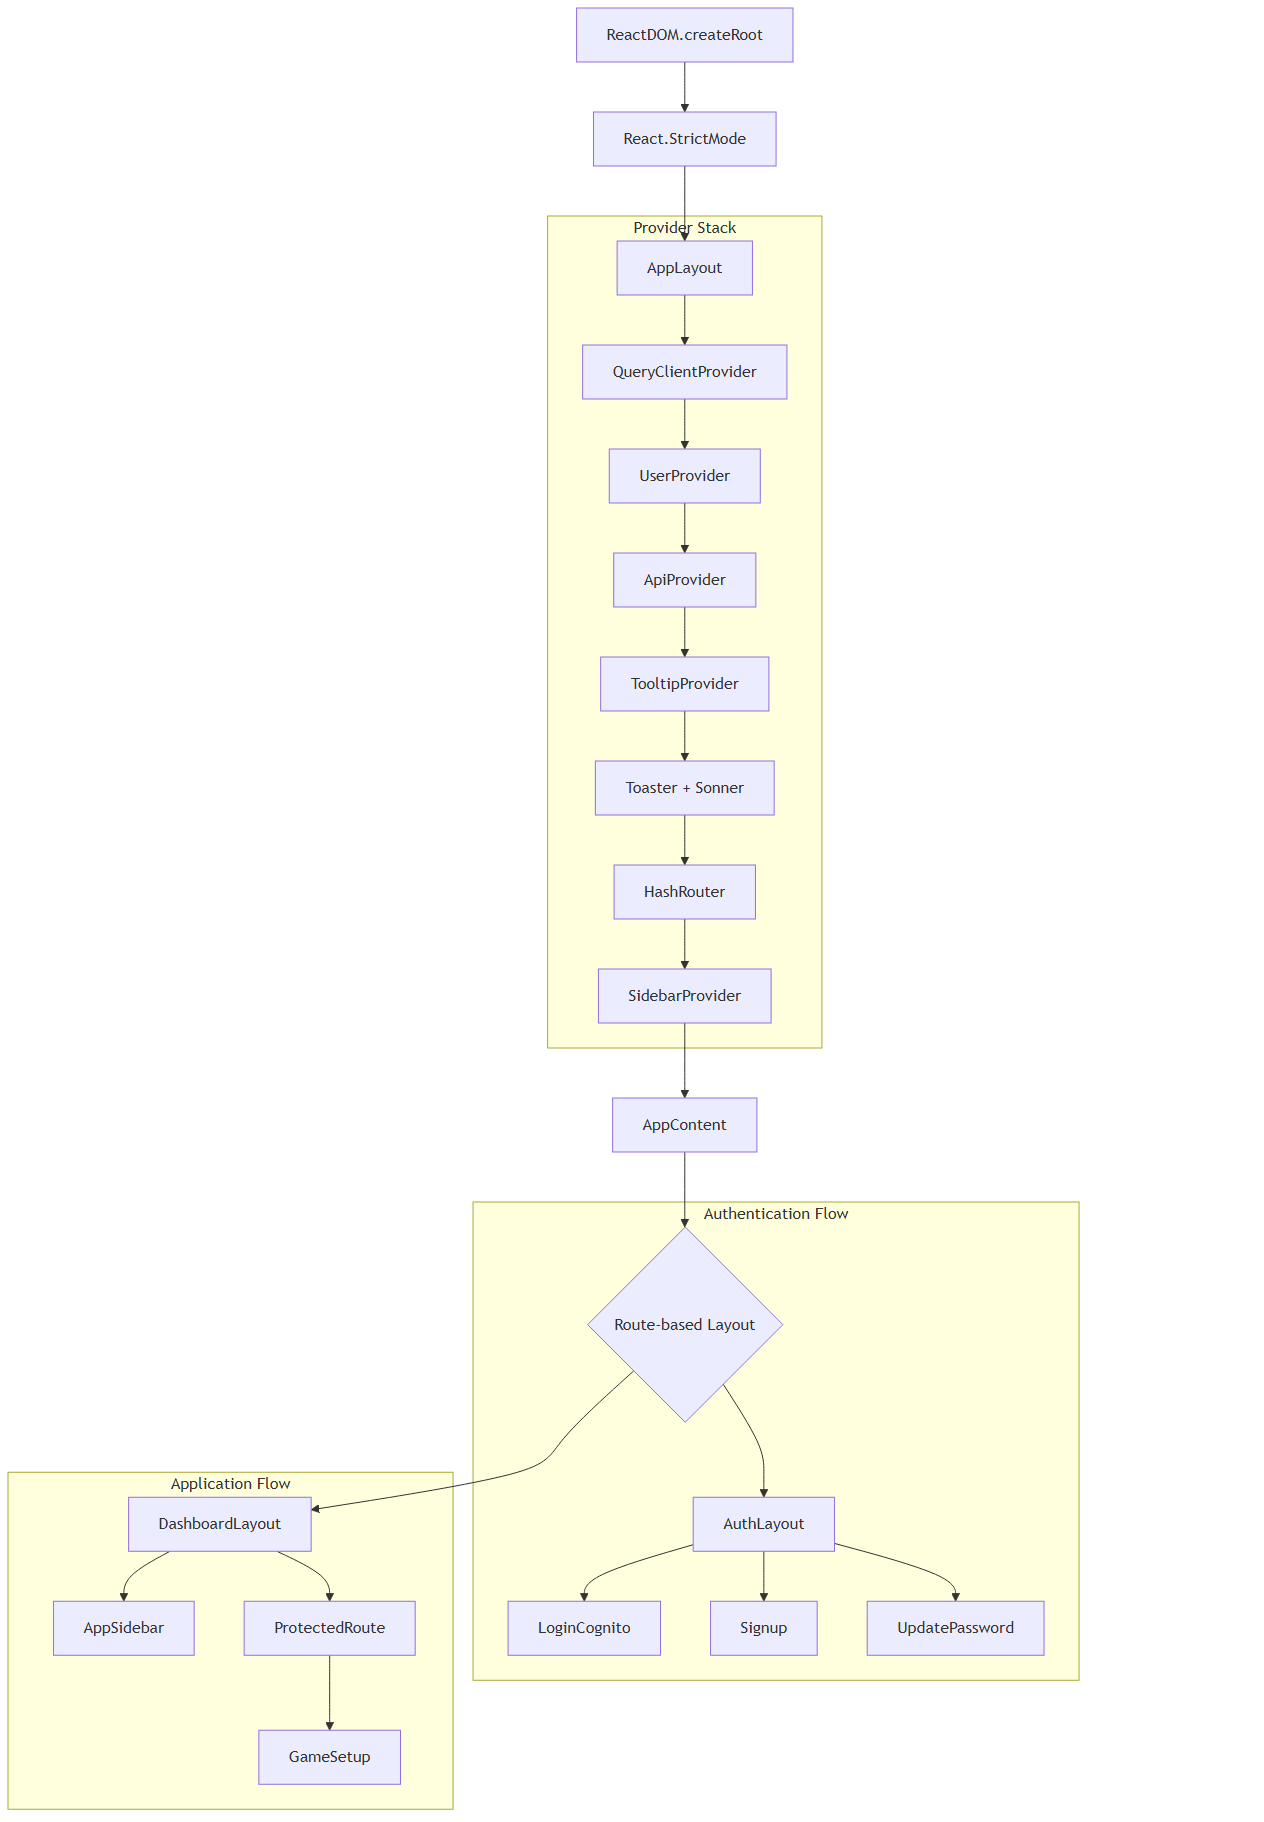 ReactDOM.createRoot
React.StrictMode
Provider Stack
AppLayout
QueryClientProvider
UserProvider
ApiProvider
TooltipProvider
Toaster + Sonner
HashRouter
SidebarProvider
AppContent
Authentication Flow
Route-based Layout
Application Flow
DashboardLayout
AuthLayout
AppSidebar
ProtectedRoute
LoginCognito
Signup
UpdatePassword
GameSetup